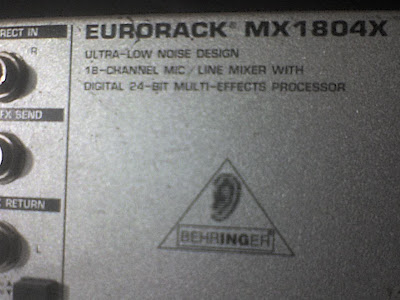 RECT IN
R
FX SEND
RETURN
L
EURORACK® MX1804X
ULTRA-LOW NOISE DESIGN
18-CHANNEL MIC/LINE MIXER WITH
DIGITAL 24-BIT MULTI-EFFECTS PROCESSOR
BEHRINGER